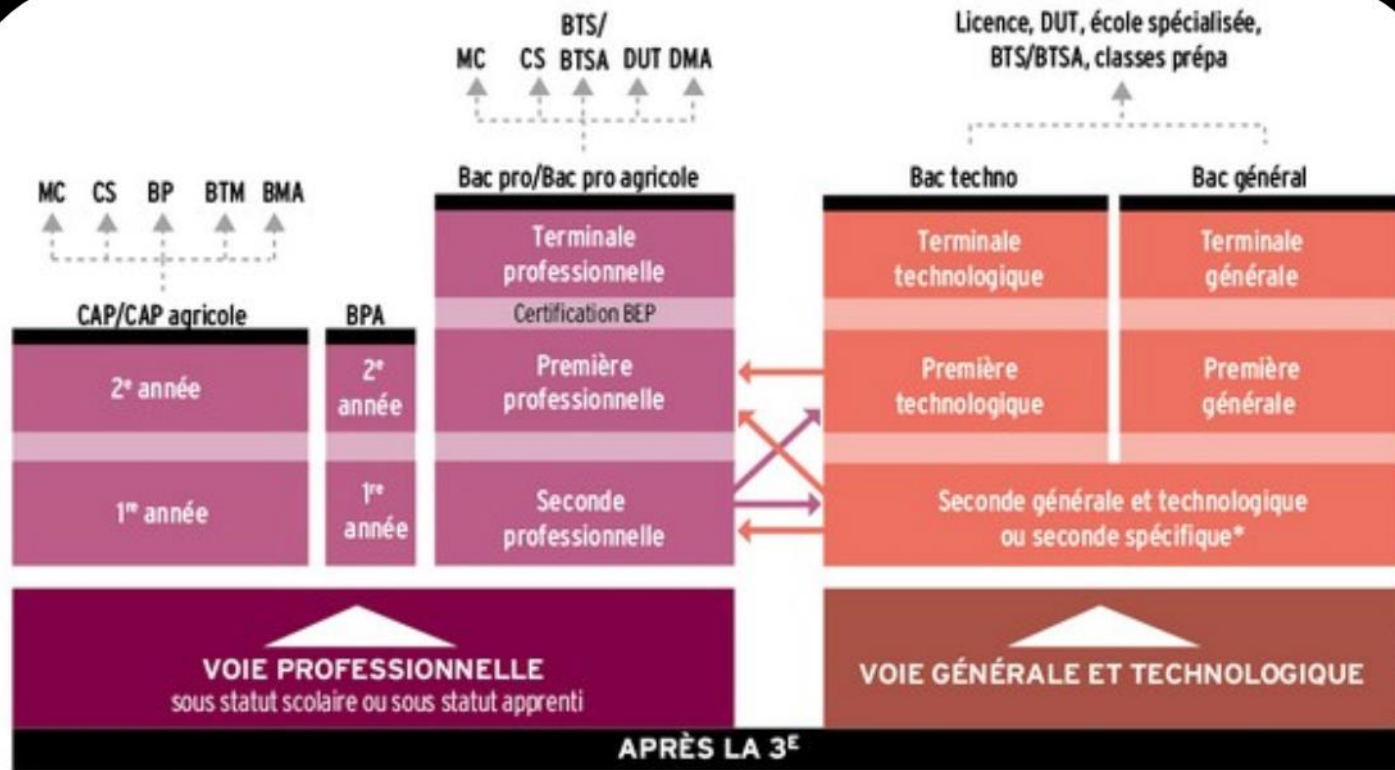 BTS/
MC CS BTSA DUT DMA
Licence, DUT, école spécialisée,
BTS/BTSA, classes prépa
MC CS BP BTM BMA
Bac pro/Bac pro agricole
Bac techno
Bac général
Terminale
professionnelle
Terminale
technologique
Terminale
générale
CAP/CAP agricole
BPA
Certification BEP
2e année
2e
année
Première
professionnelle
Première
technologique
Première
générale
1re année
1re
année
Seconde
professionnelle
Seconde générale et technologique
ou seconde spécifique*
VOIE PROFESSIONNELLE
sous statut scolaire ou sous statut apprenti
VOIE GÉNÉRALE ET TECHNOLOGIQUE
APRÈS LA 3E